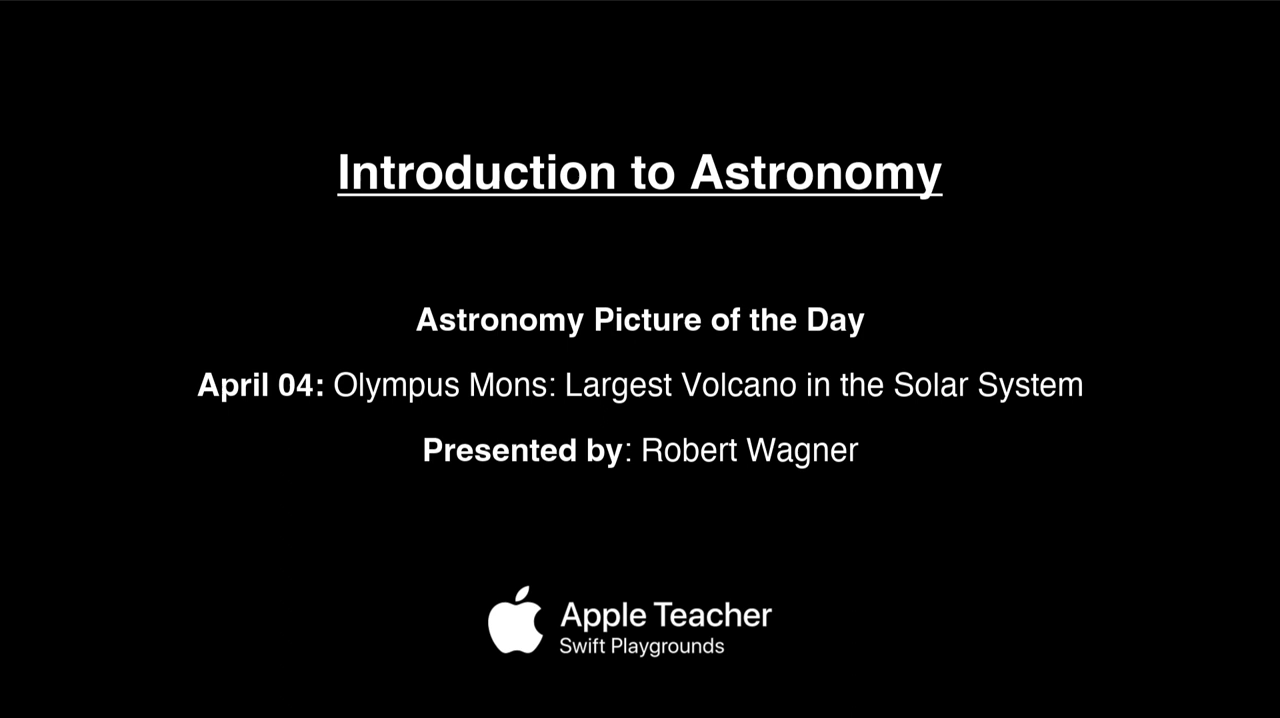 Introduction to Astronomy
Astronomy Picture of the Day
April 04: Olympus Mons: Largest Volcano in the Solar System
Presented by: Robert Wagner
Apple Teacher
Swift Playgrounds